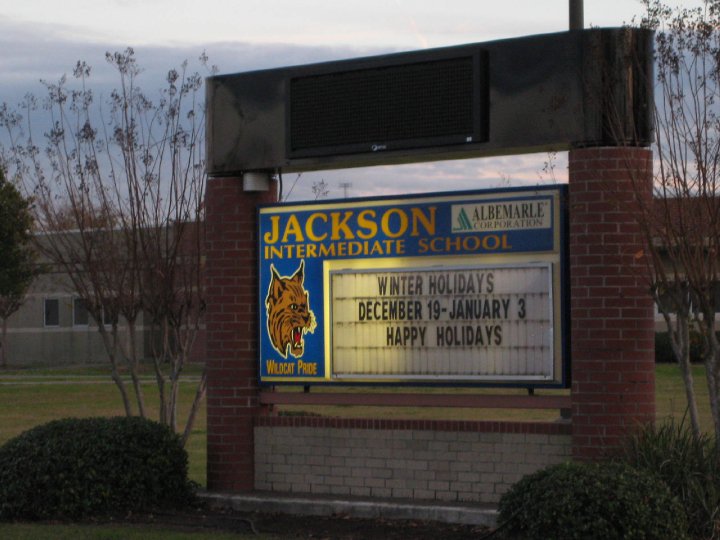 JACKSON
ALBEMARLE®
CORPORATION
INTERMEDIATE SCHOOL
WINTER HOLIDAYS
DECEMBER 19-JANUARY 3
HAPPY HOLIDAYS
WILDCAT PRIDE